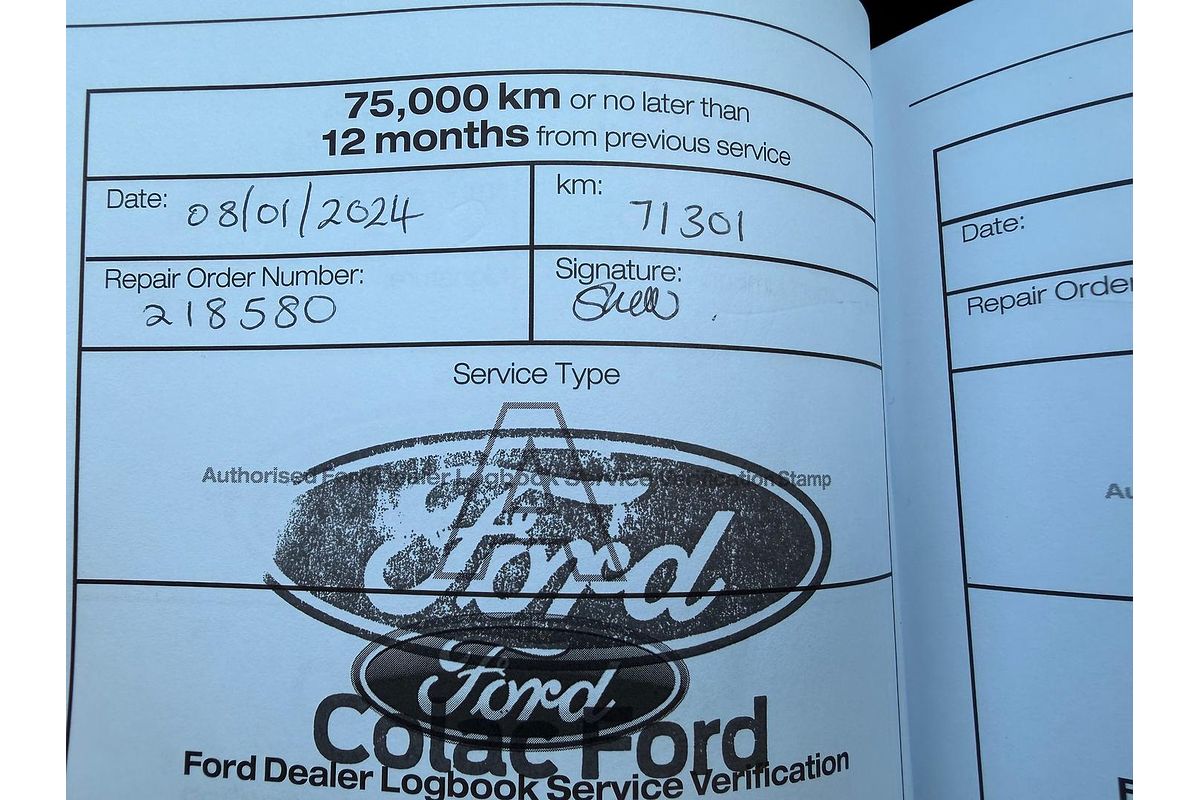 75,000 km or no later than
12 months from previous service
Date: 08/01/2024
km: 71301
Repair Order Number:
218580
Signature:
Service Type
A
Authorised Ford Dealer Logbook Service Verification Stamp
Ford
Ford
Colac Ford
Ford Dealer Logbook Service Verification
Date:
Repair Order